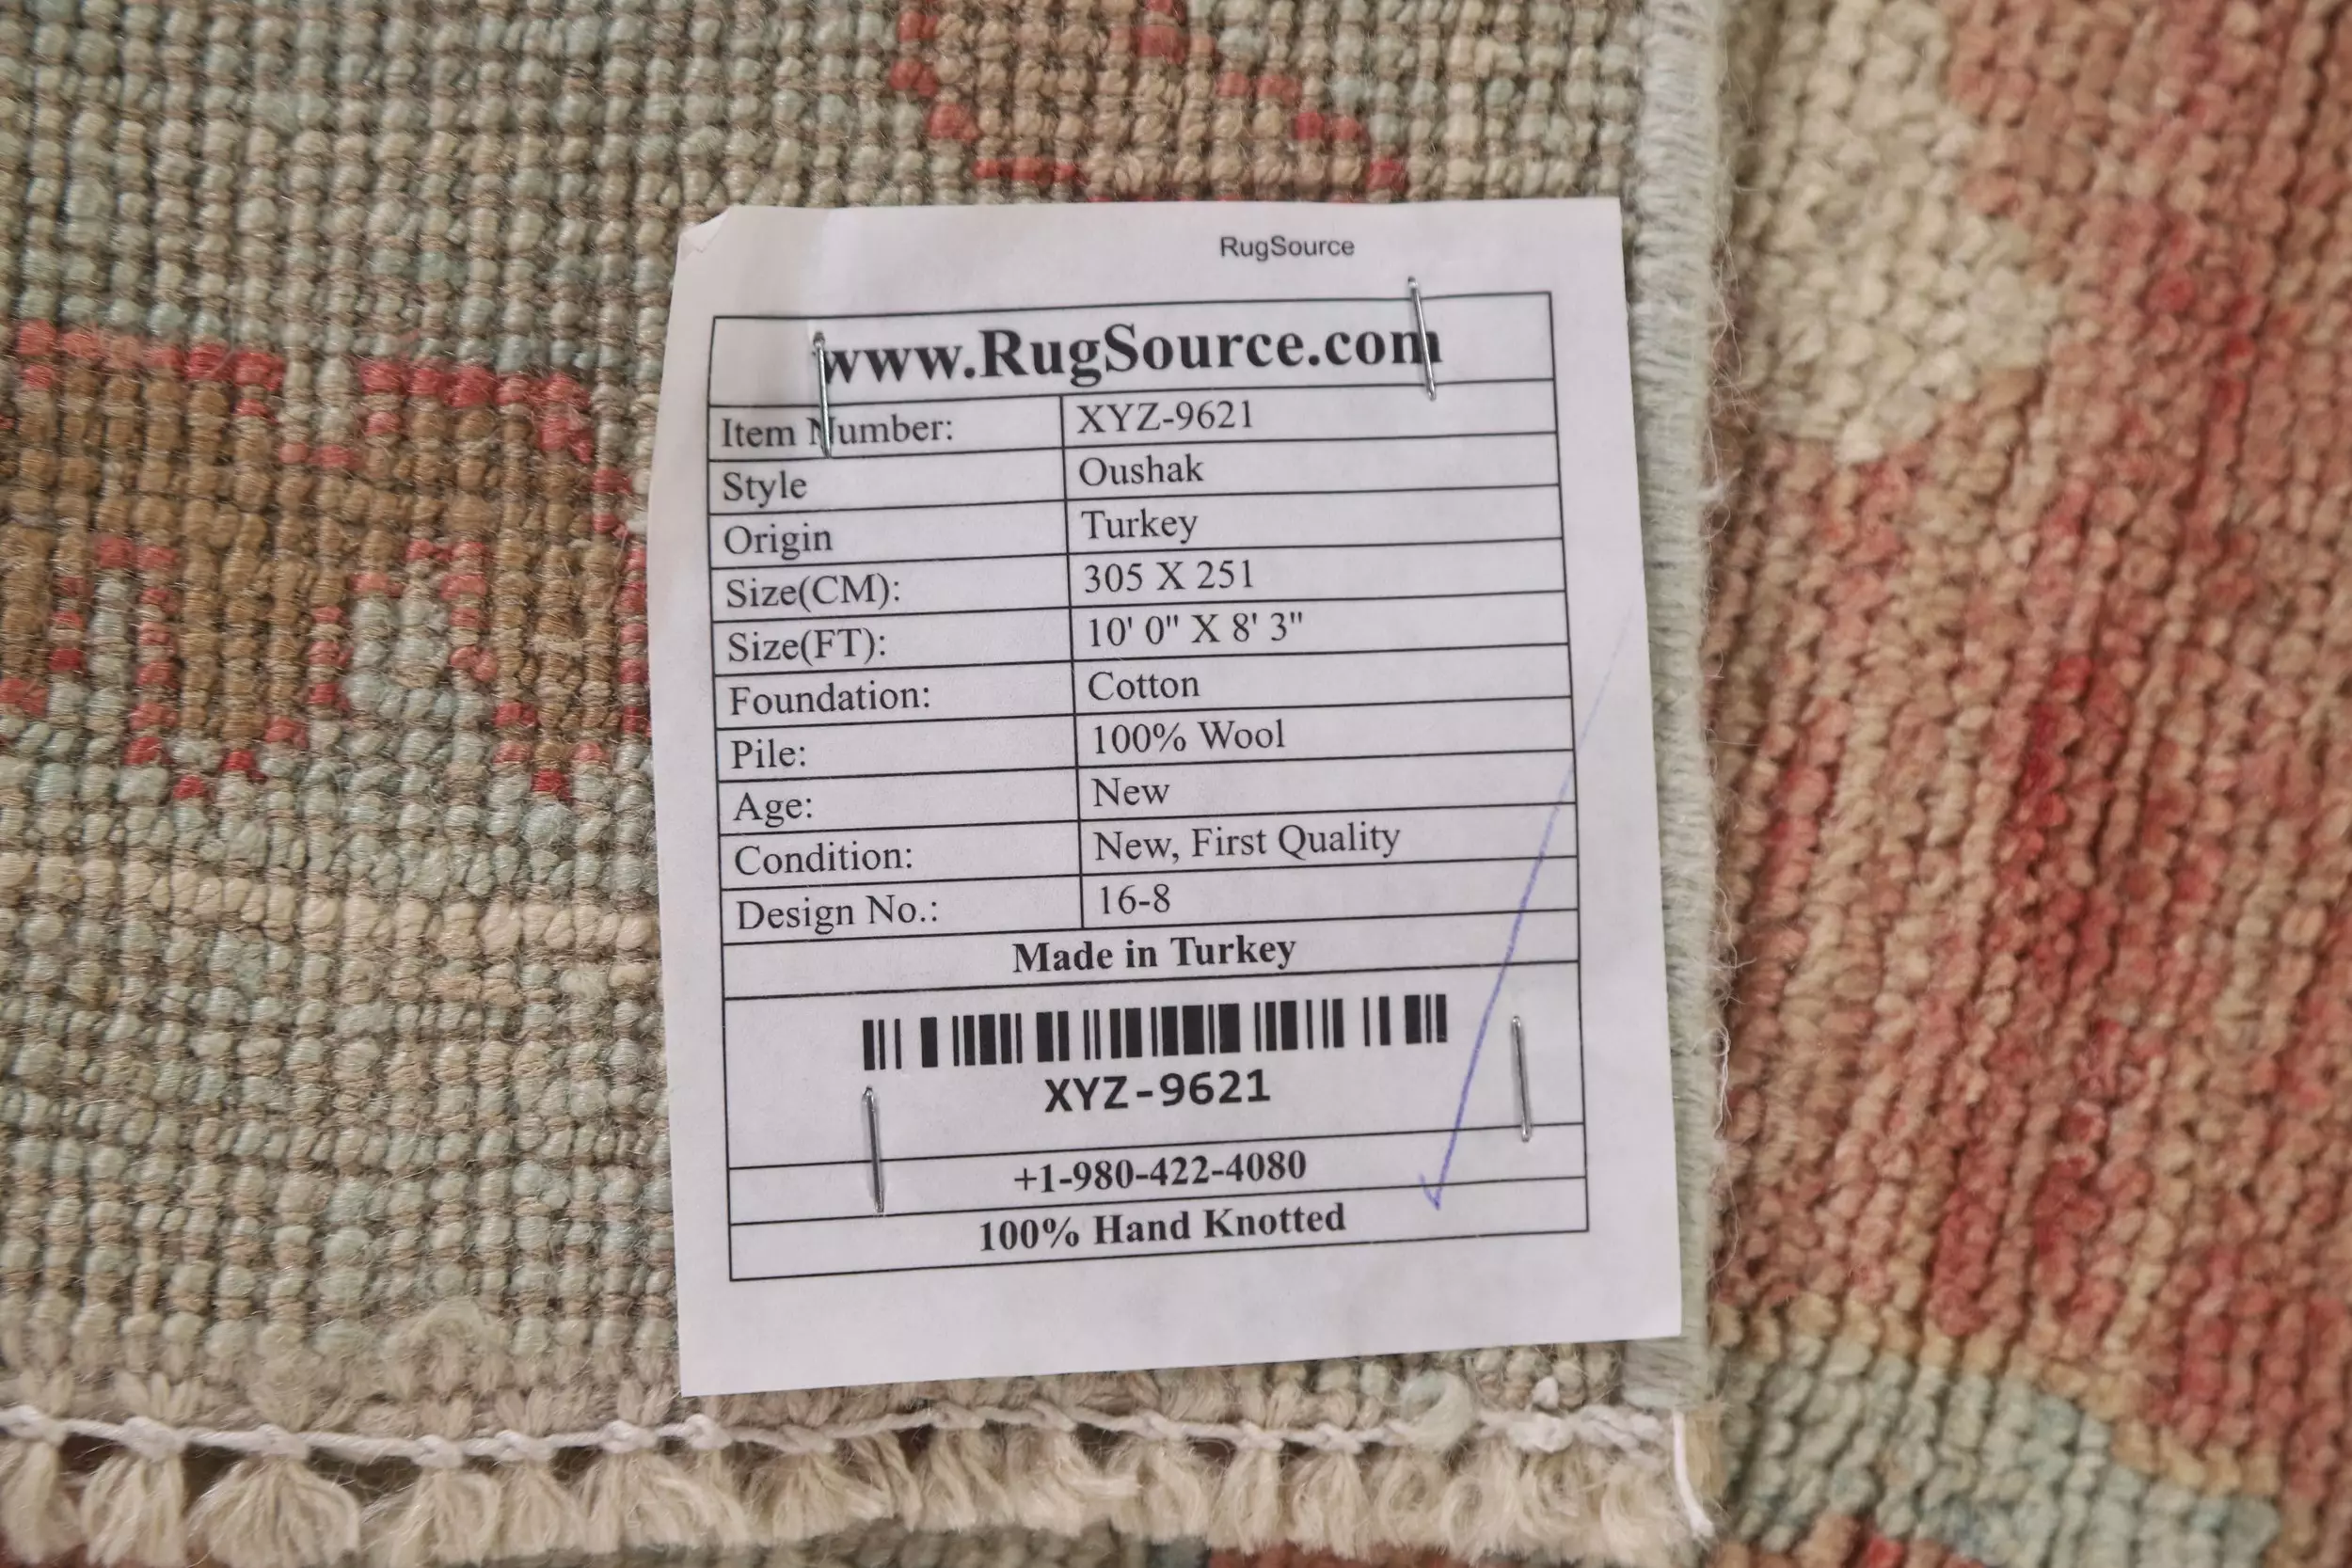 RugSource
www.RugSource.com
Item Number: XYZ-9621
Style Oushak
Origin Turkey
Size(CM): 305 X 251
Size(FT): 10' 0" X 8' 3"
Foundation: Cotton
Pile: 100% Wool
Age: New
Condition: New, First Quality
Design No.: 16-8
Made in Turkey
XYZ-9621
+1-980-422-4080
100% Hand Knotted